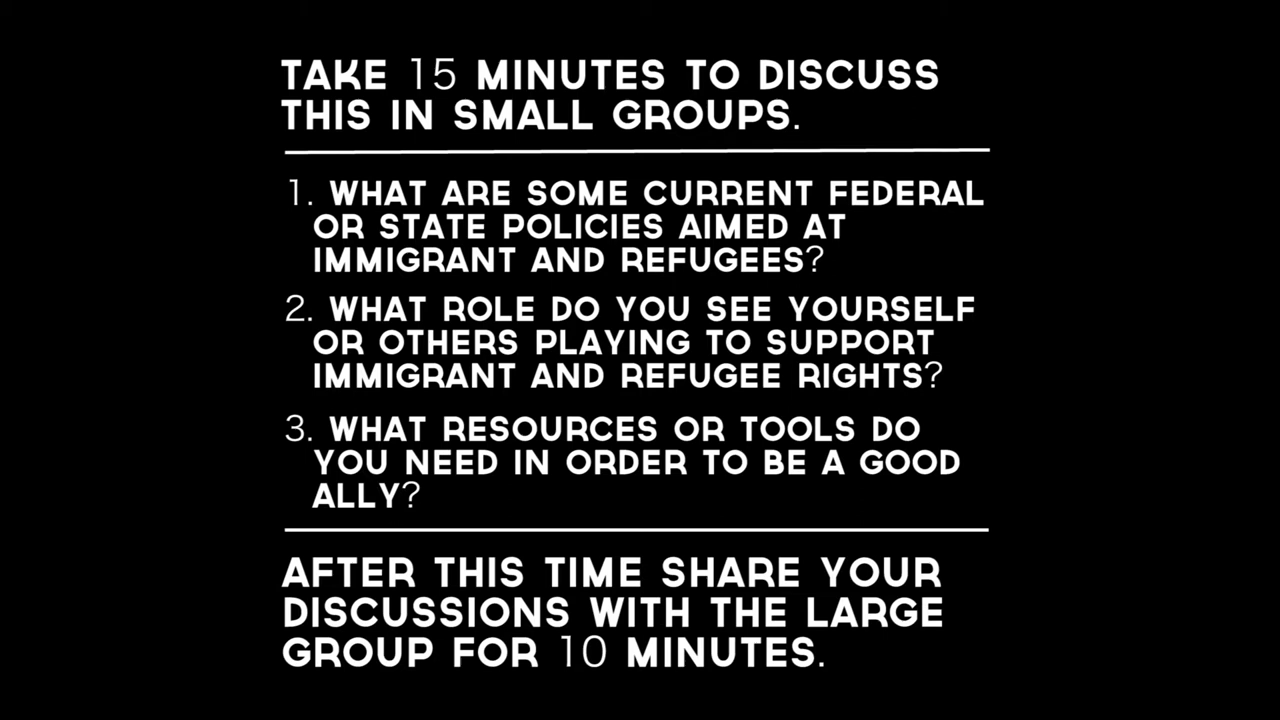 TAKE 15 MINUTES TO DISCUSS
THIS IN SMALL GROUPS.
1. WHAT ARE SOME CURRENT FEDERAL
OR STATE POLICIES AIMED AT
IMMIGRANT AND REFUGEES?
2. WHAT ROLE DO YOU SEE YOURSELF
OR OTHERS PLAYING TO SUPPORT
IMMIGRANT AND REFUGEE RIGHTS?
3. WHAT RESOURCES OR TOOLS DO
YOU NEED IN ORDER TO BE A GOOD
ALLY?
AFTER THIS TIME SHARE YOUR
DISCUSSIONS WITH THE LARGE
GROUP FOR 10 MINUTES.